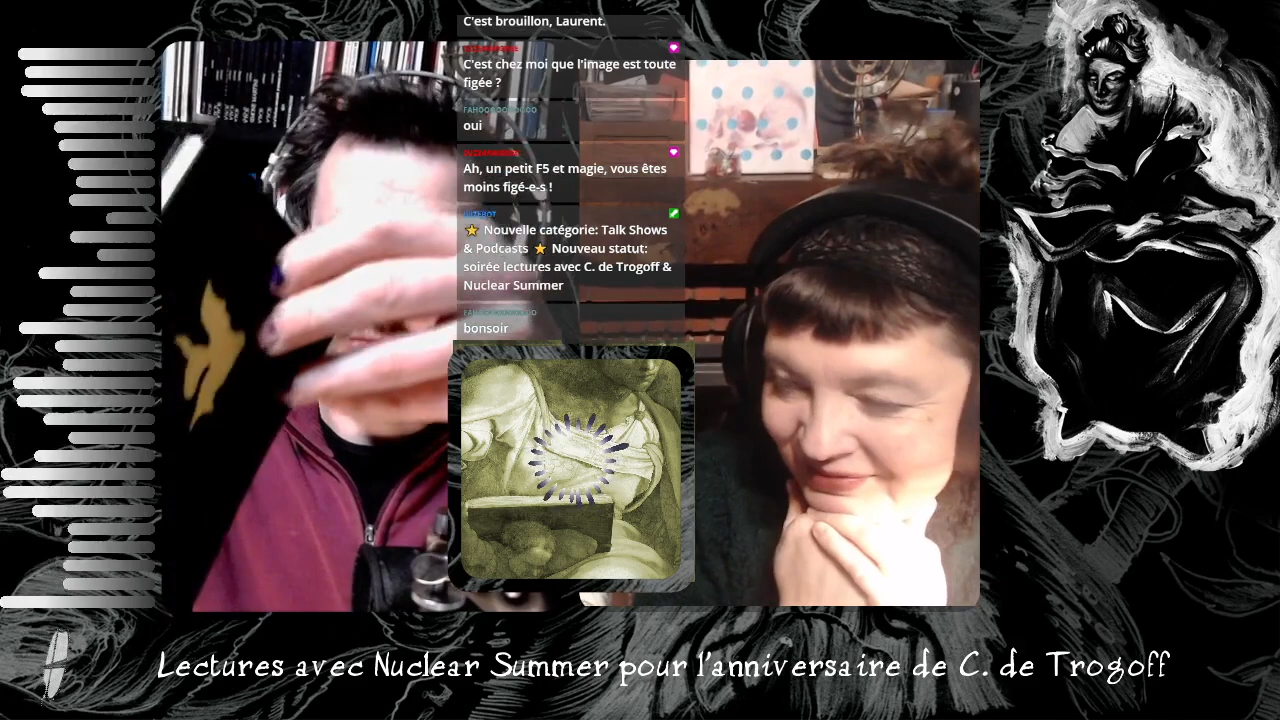 C'est brouillon, Laurent.
C'est chez moi que l'image est toute
figée ?
oui
Ah, un petit F5 et magie, vous êtes
moins figé-e-s !
WIZEBOT
⭐ Nouvelle catégorie: Talk Shows
& Podcasts ⭐ Nouveau statut:
soirée lectures avec C. de Trogoff &
Nuclear Summer
bonsoir
Lectures avec Nuclear Summer pour l'anniversaire de C. de Trogoff